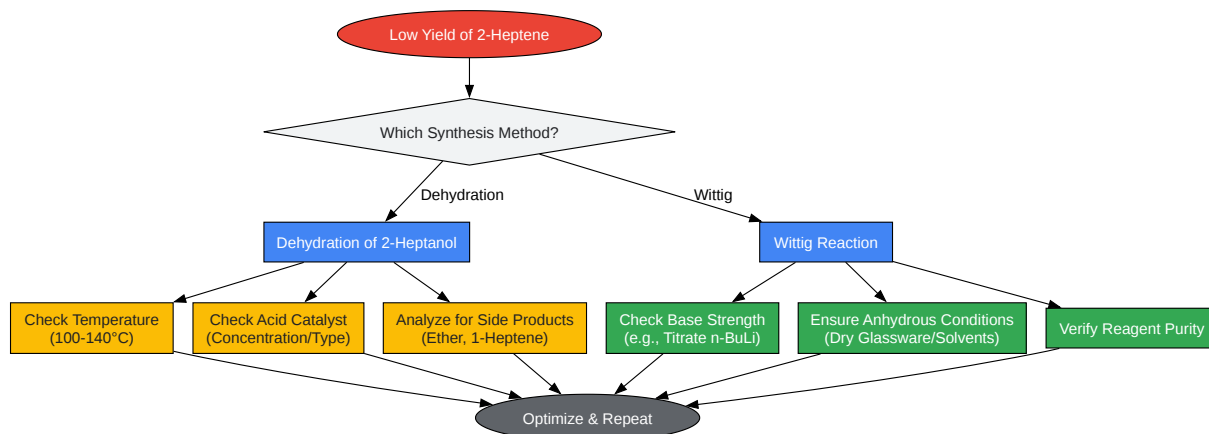 Low Yield of 2-Heptene
Which Synthesis Method?
Dehydration
Wittig
Dehydration of 2-Heptanol
Wittig Reaction
Check Temperature
(100-140°C)
Check Acid Catalyst
(Concentration/Type)
Analyze for Side Products
(Ether, 1-Heptene)
Check Base Strength
(e.g., Titrate n-BuLi)
Ensure Anhydrous Conditions
(Dry Glassware/Solvents)
Verify Reagent Purity
Optimize & Repeat